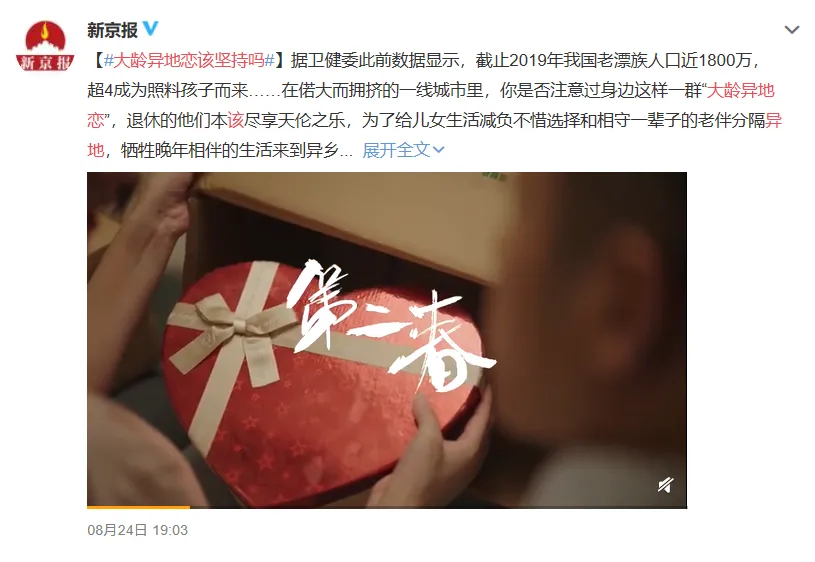 新京报
【#大龄异地恋该坚持吗#】据卫健委此前数据显示，截止2019年我国老漂族人口近1800万，
超4成为照料孩子而来……在偌大而拥挤的一线城市里，你是否注意过身边这样一群“大龄异地
恋”，退休的他们本该尽享天伦之乐，为了给儿女生活减负不惜选择和相守一辈子的老伴分隔异
地，牺牲晚年相伴的生活来到异乡... 展开全文
新京报
第二春
08月24日 19:03